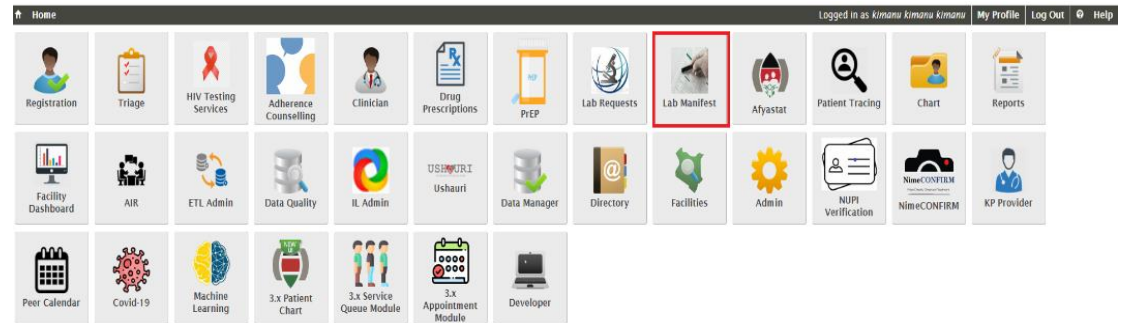 Home
Logged in as kimanu kimanu kimanu My Profile Log Out Help
Registration
Triage
HIV Testing
Services
Adherence
Counselling
Clinician
Drug
Prescriptions
PrEP
Lab Requests
Lab Manifest
Afyastat
Patient Tracing
Chart
Reports
Facility
Dashboard
AIR
ETL Admin
Data Quality
IL Admin
USHAURI
Ushauri
Data Manager
Directory
Facilities
Admin
NUPI
Verification
NimeCONFIRM
NimeCONFIRM
KP Provider
Peer Calendar
Covid-19
Machine
Learning
NEW
3.x Patient
Chart
3.x Service
Queue Module
3.x
Appointment
Module
Developer